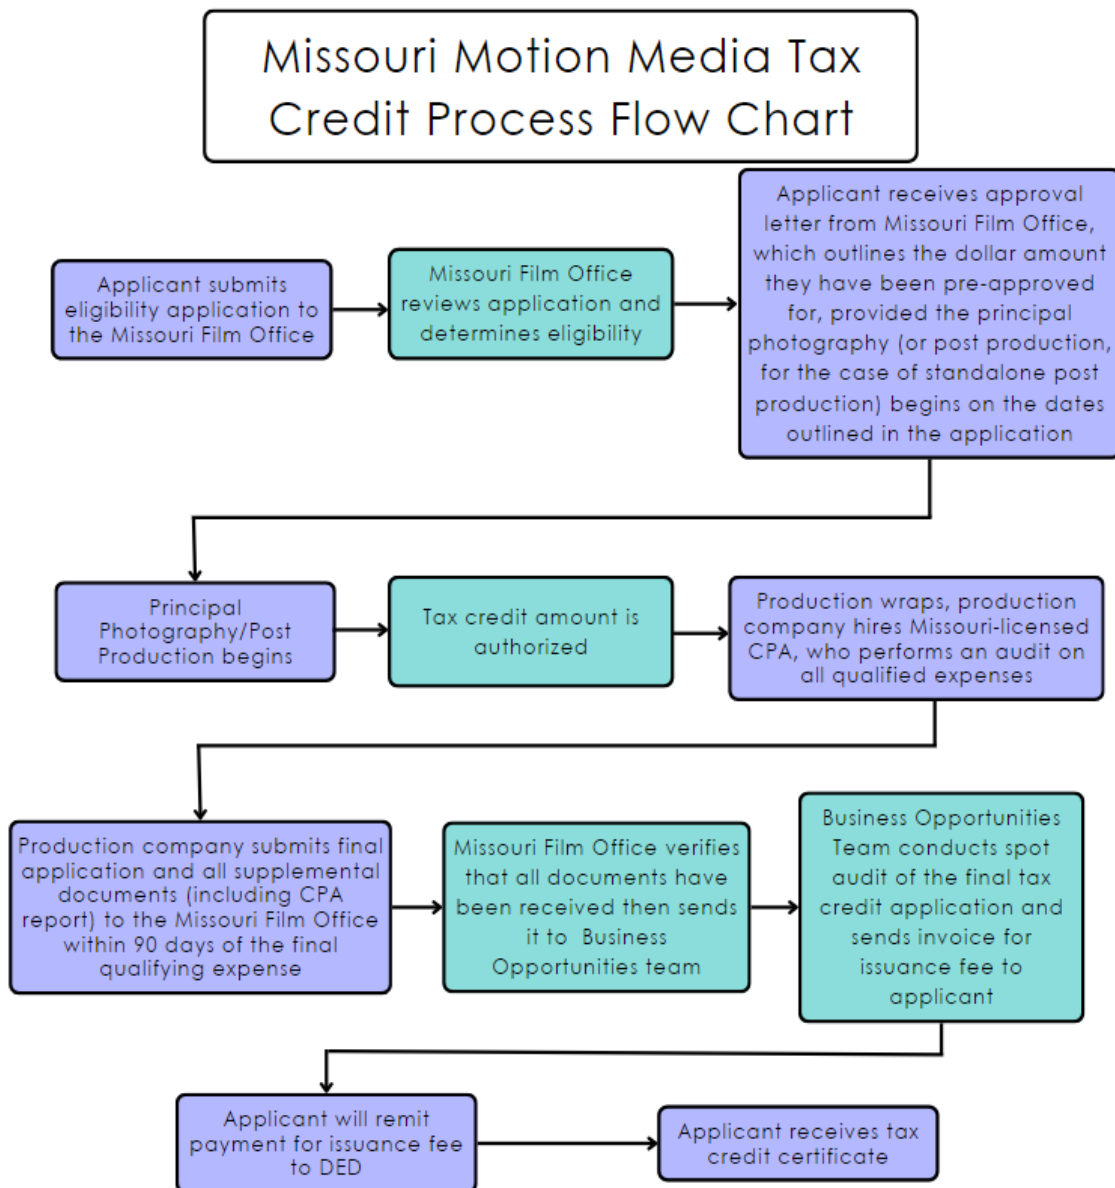 Missouri Motion Media Tax
Credit Process Flow Chart
Applicant submits
eligibility application to
the Missouri Film Office
Missouri Film Office
reviews application and
determines eligibility
Applicant receives approval
letter from Missouri Film Office,
which outlines the dollar amount
they have been pre-approved
for, provided the principal
photography (or post production,
for the case of standalone post
production) begins on the dates
outlined in the application
Principal
Photography/Post
Production begins
Tax credit amount is
authorized
Production wraps, production
company hires Missouri-licensed
CPA, who performs an audit on
all qualified expenses
Production company submits final
application and all supplemental
documents (including CPA
report) to the Missouri Film Office
within 90 days of the final
qualifying expense
Missouri Film Office verifies
that all documents have
been received then sends
it to Business
Opportunities team
Business Opportunities
Team conducts spot
audit of the final tax
credit application and
sends invoice for
issuance fee to
applicant
Applicant will remit
payment for issuance fee
to DED
Applicant receives tax
credit certificate